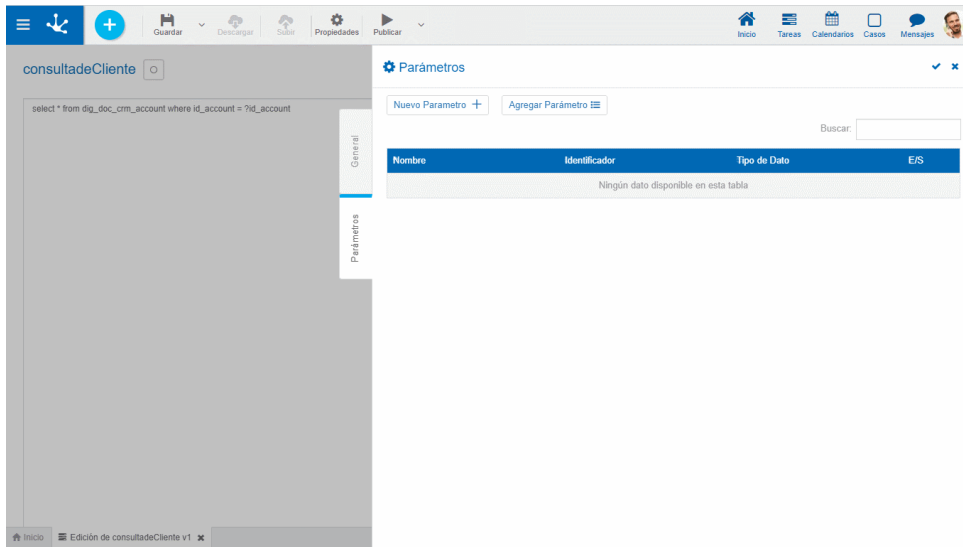 Guardar
Descargar
Subir
Propiedades
Publicar
Inicio
Tareas
Calendarios
Casos
Mensajes
consultadeCliente
select * from dig_doc_crm_account where id_account = ?id_account
General
Parámetros
Parámetros
Nuevo Parametro
Agregar Parámetro
Buscar:
Nombre Identificador Tipo de Dato E/S
Ningún dato disponible en esta tabla
Inicio
Edición de consultadeCliente v1